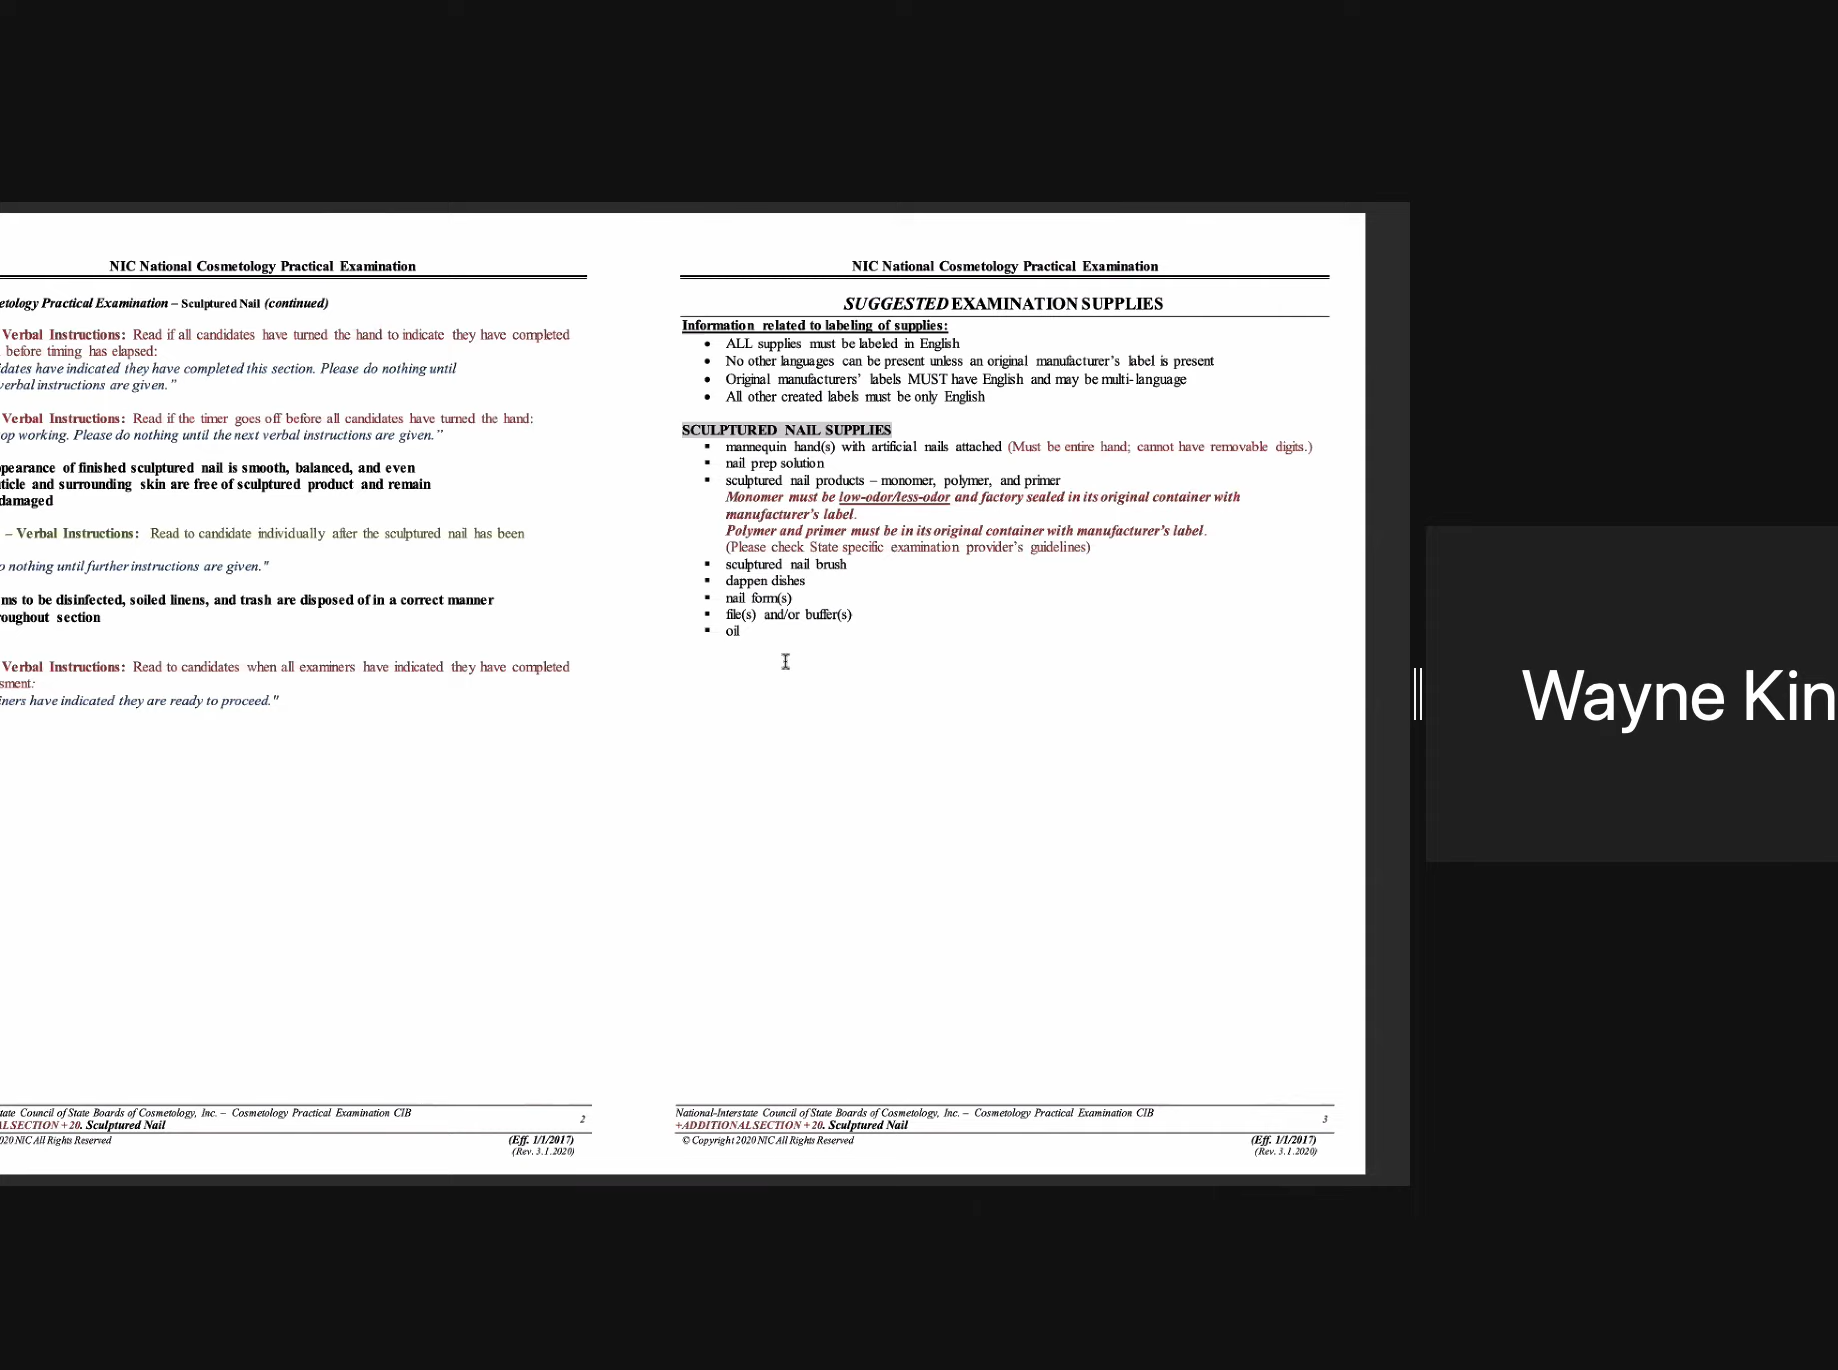 NIC National Cosmetology Practical Examination
etology Practical Examination – Sculptured Nail (continued)
Verbal Instructions: Read if all candidates have turned the hand to indicate they have completed
before timing has elapsed:
dates have indicated they have completed this section. Please do nothing until
verbal instructions are given.”
Verbal Instructions: Read if the timer goes off before all candidates have turned the hand:
op working. Please do nothing until the next verbal instructions are given.”
pearance of finished sculptured nail is smooth, balanced, and even
ticle and surrounding skin are free of sculptured product and remain
damaged
– Verbal Instructions: Read to candidate individually after the sculptured nail has been
o nothing until further instructions are given."
ms to be disinfected, soiled linens, and trash are disposed of in a correct manner
roughout section
Verbal Instructions: Read to candidates when all examiners have indicated they have completed
sment:
iners have indicated they are ready to proceed."
tate Council of State Boards of Cosmetology, Inc. – Cosmetology Practical Examination CIB
2
ALSECTION +20. Sculptured Nail
020 NIC All Rights Reserved
(Eff. 1/1/2017)
(Rev. 3.1.2020)
NIC National Cosmetology Practical Examination
SUGGESTED EXAMINATION SUPPLIES
Information related to labeling of supplies:
• ALL supplies must be labeled in English
• No other languages can be present unless an original manufacturer’s label is present
• Original manufacturers’ labels MUST have English and may be multi-language
• All other created labels must be only English
SCULPTURED NAIL SUPPLIES
▪ mannequin hand(s) with artificial nails attached (Must be entire hand; cannot have removable digits.)
▪ nail prep solution
▪ sculptured nail products – monomer, polymer, and primer
Monomer must be low-odor/less-odor and factory sealed in its original container with
manufacturer’s label.
Polymer and primer must be in its original container with manufacturer’s label.
(Please check State specific examination provider’s guidelines)
▪ sculptured nail brush
▪ dappen dishes
▪ nail form(s)
▪ file(s) and/or buffer(s)
▪ oil
National-Interstate Council of State Boards of Cosmetology, Inc. – Cosmetology Practical Examination CIB
3
+ADDITIONAL SECTION +20. Sculptured Nail
© Copyright 2020 NIC All Rights Reserved
(Eff. 1/1/2017)
(Rev. 3.1.2020)
Wayne Kin